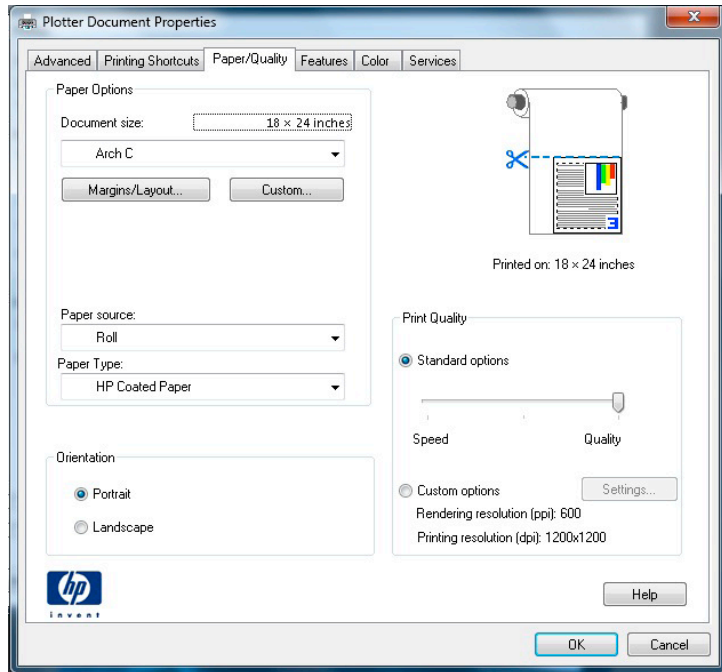 Plotter Document Properties
Advanced Printing Shortcuts Paper/Quality Features Color Services
Paper Options
Document size: 18 × 24 inches
Arch C
Margins/Layout... Custom...
3
Printed on: 18 × 24 inches
Paper source:
Roll
Paper Type:
HP Coated Paper
Print Quality
Standard options
Speed Quality
Custom options Settings...
Rendering resolution (ppi): 600
Printing resolution (dpi): 1200x1200
Orientation
Portrait
Landscape
hp
invent
Help
OK Cancel